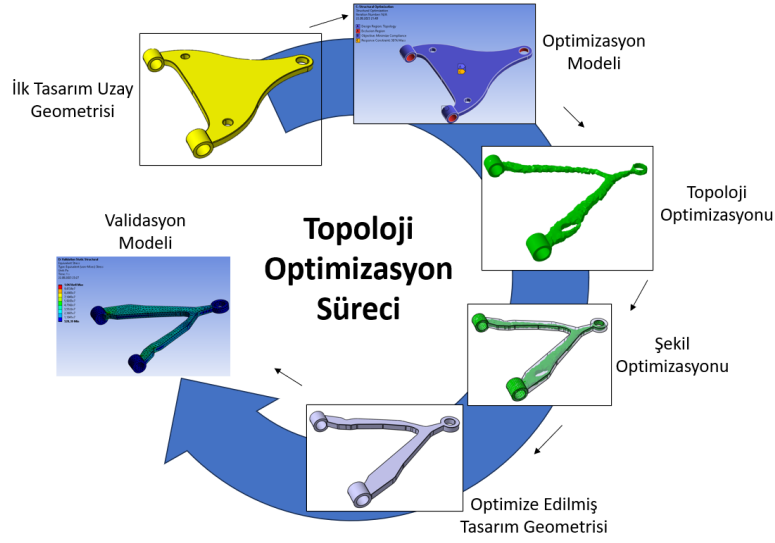 İlk Tasarım Uzay
Geometrisi
Optimizasyon
Modeli
Topoloji
Optimizasyonu
Şekil
Optimizasyonu
Optimize Edilmiş
Tasarım Geometrisi
Validasyon
Modeli
Topoloji
Optimizasyon
Süreci